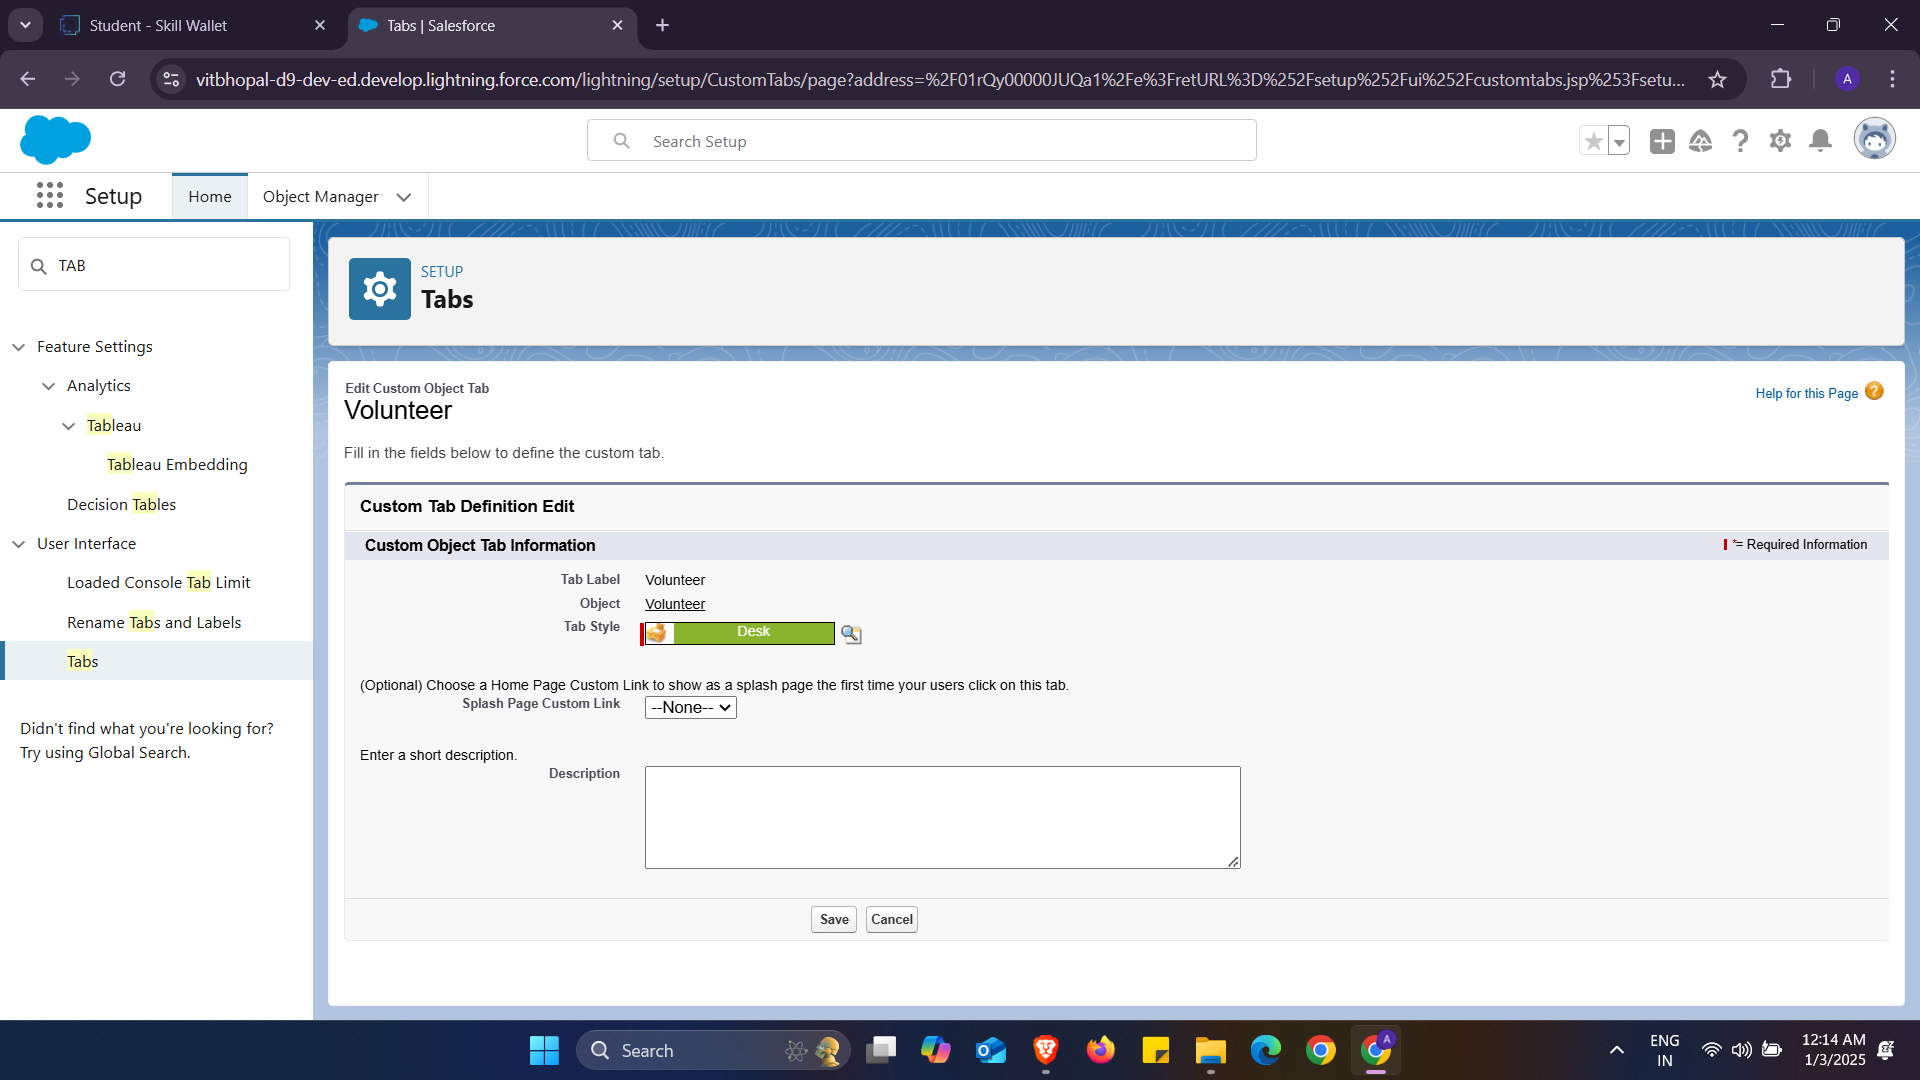 Student - Skill Wallet
Tabs | Salesforce
vitbhopal-d9-dev-ed.develop.lightning.force.com/lightning/setup/CustomTabs/page?address=%2F01rQy00000JUQa1%2Fe%3FretURL%3D%252Fsetup%252Fui%252Fcustomtabs.jsp%253Fsetu...
A
Search Setup
Setup
Home
Object Manager
TAB
Feature Settings
Analytics
Tableau
Tableau Embedding
Decision Tables
User Interface
Loaded Console Tab Limit
Rename Tabs and Labels
Tabs
Didn't find what you're looking for?
Try using Global Search.
SETUP
Tabs
Edit Custom Object Tab
Volunteer
Help for this Page ?
Fill in the fields below to define the custom tab.
Custom Tab Definition Edit
Custom Object Tab Information
*= Required Information
Tab Label Volunteer
Object Volunteer
Tab Style Desk
(Optional) Choose a Home Page Custom Link to show as a splash page the first time your users click on this tab.
Splash Page Custom Link --None--
Enter a short description.
Description
Save Cancel
Search
A
ENG
IN
12:14 AM
1/3/2025